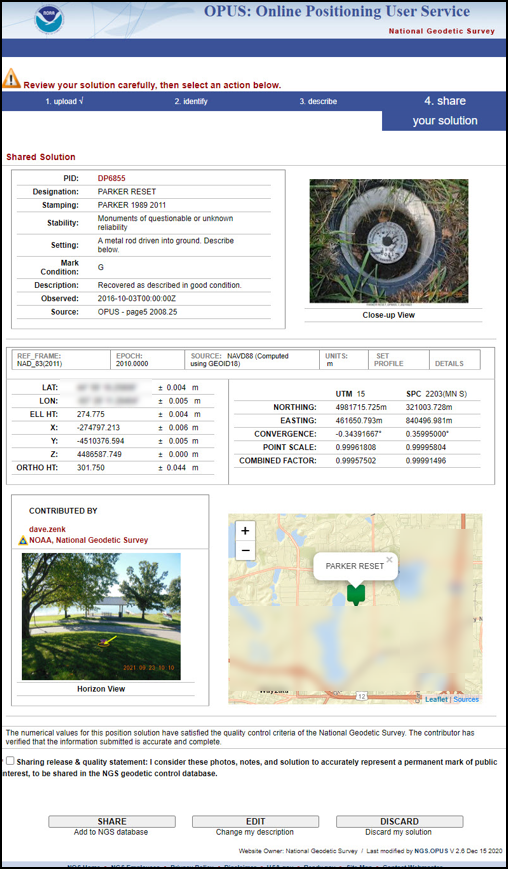 OPUS: Online Positioning User Service
National Geodetic Survey
NOAA
Review your solution carefully, then select an action below.
1. upload √
2. identify
3. describe
4. share
your solution
Shared Solution
PID: DP6855
Designation: PARKER RESET
Stamping: PARKER 1989 2011
Stability: Monuments of questionable or unknown
reliability
Setting: A metal rod driven into ground. Describe
below.
Mark
Condition: G
Description: Recovered as described in good condition.
Observed: 2016-10-03T00:00:00Z
Source: OPUS - page5 2008.25
Close-up View
REF_FRAME:
NAD_83(2011)
EPOCH:
2010.0000
SOURCE: NAVD88 (Computed
using GEOID18)
UNITS:
m
SET
PROFILE
DETAILS
LAT: ± 0.004 m
LON: ± 0.005 m
ELL HT: 274.775 ± 0.004 m
X: -274797.213 ± 0.006 m
Y: -4510376.594 ± 0.005 m
Z: 4486587.749 ± 0.000 m
ORTHO HT: 301.750 ± 0.044 m
UTM 15 SPC 2203(MN S)
NORTHING: 4981715.725m 321003.728m
EASTING: 461650.793m 840496.981m
CONVERGENCE: -0.34391667° 0.35995000°
POINT SCALE: 0.99961808 0.99995804
COMBINED FACTOR: 0.99957502 0.99991496
CONTRIBUTED BY
dave.zenk
NOAA, National Geodetic Survey
2021 09 23 10 10
Horizon View
+
−
PARKER RESET
×
Wayzata
12
Leaflet | Sources
The numerical values for this position solution have satisfied the quality control criteria of the National Geodetic Survey. The contributor has
verified that the information submitted is accurate and complete.
* Sharing release & quality statement: I consider these photos, notes, and solution to accurately represent a permanent mark of public
interest, to be shared in the NGS geodetic control database.
SHARE
Add to NGS database
EDIT
Change my description
DISCARD
Discard my solution
Website Owner: National Geodetic Survey / Last modified by NGS.OPUS V 2.6 Dec 15 2020